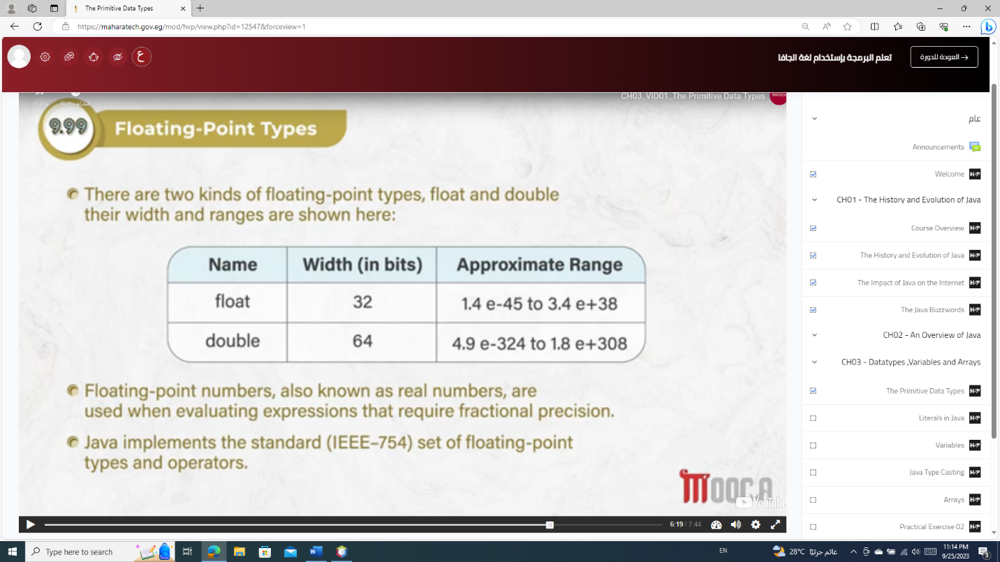 The Primitive Data Types
https://maharatech.gov.eg/mod/hvp/view.php?id=12547&forceview=1
ع
تعلم البرمجة بإستخدام لغة الجافا
العودة للدورة
CH03_VID01_The Primitive Data Types
9.99
Floating-Point Types
There are two kinds of floating-point types, float and double
their width and ranges are shown here:
Name Width (in bits) Approximate Range
float 32 1.4 e-45 to 3.4 e+38
double 64 4.9 e-324 to 1.8 e+308
Floating-point numbers, also known as real numbers, are
used when evaluating expressions that require fractional precision.
Java implements the standard (IEEE-754) set of floating-point
types and operators.
MOOCA
YouTube
6:19 / 7:44
عام
Announcements
Welcome H-P
CH01 - The History and Evolution of Java
Course Overview H-P
The History and Evolution of Java H-P
The Impact of Java on the Internet H-P
The Java Buzzwords H-P
CH02 - An Overview of Java
CH03 - Datatypes ,Variables and Arrays
The Primitive Data Types H-P
Literals in Java H-P
Variables H-P
Java Type Casting H-P
Arrays H-P
Practical Exercise 02 H-P
Type here to search
EN
28°C عائم جزئيًا
11:14 PM
9/25/2023
3